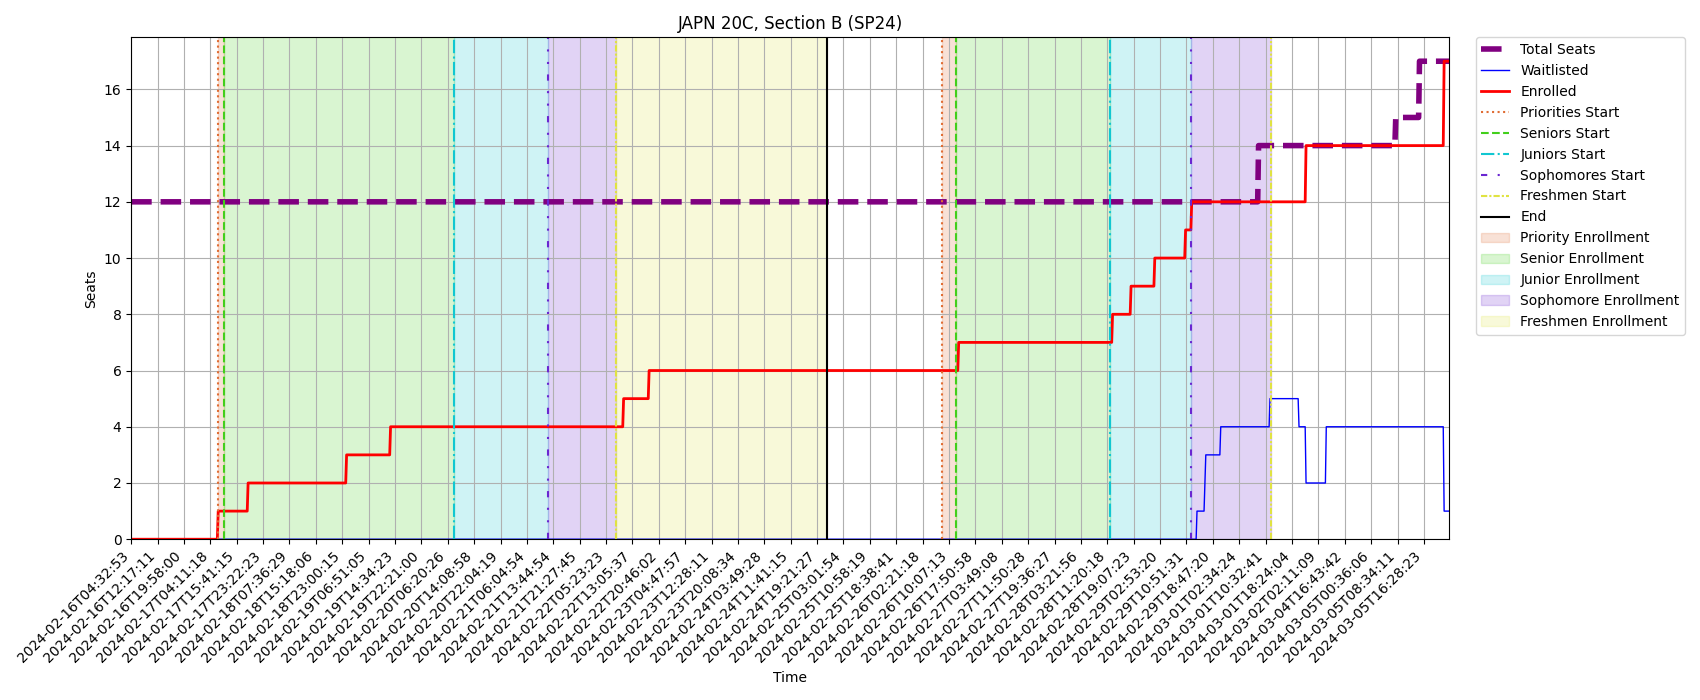 JAPN 20C, Section B (SP24)
Seats
16
14
12
10
8
6
4
2
0
2024-02-16T04:32:53
2024-02-16T12:17:11
2024-02-16T19:58:00
2024-02-17T04:11:18
2024-02-17T15:41:15
2024-02-17T23:22:23
2024-02-18T07:36:29
2024-02-18T15:18:06
2024-02-18T23:00:15
2024-02-19T06:51:05
2024-02-19T14:34:23
2024-02-19T22:21:00
2024-02-20T06:20:26
2024-02-20T14:08:58
2024-02-20T22:04:19
2024-02-21T06:04:54
2024-02-21T13:44:54
2024-02-21T21:27:45
2024-02-22T05:23:23
2024-02-22T13:05:37
2024-02-22T20:46:02
2024-02-23T04:47:57
2024-02-23T12:28:11
2024-02-23T20:08:34
2024-02-24T03:49:28
2024-02-24T11:41:15
2024-02-24T19:21:27
2024-02-25T03:01:54
2024-02-25T10:58:19
2024-02-25T18:38:41
2024-02-26T02:21:18
2024-02-26T10:07:13
2024-02-26T17:50:58
2024-02-27T03:49:08
2024-02-27T11:50:28
2024-02-27T19:36:27
2024-02-28T03:21:56
2024-02-28T11:20:18
2024-02-28T19:07:23
2024-02-29T02:53:20
2024-02-29T10:51:31
2024-02-29T18:47:20
2024-03-01T02:34:24
2024-03-01T10:32:41
2024-03-01T18:24:04
2024-03-02T02:11:09
2024-03-04T16:43:42
2024-03-05T00:36:06
2024-03-05T08:34:11
2024-03-05T16:28:23
Time
Total Seats
Waitlisted
Enrolled
Priorities Start
Seniors Start
Juniors Start
Sophomores Start
Freshmen Start
End
Priority Enrollment
Senior Enrollment
Junior Enrollment
Sophomore Enrollment
Freshmen Enrollment